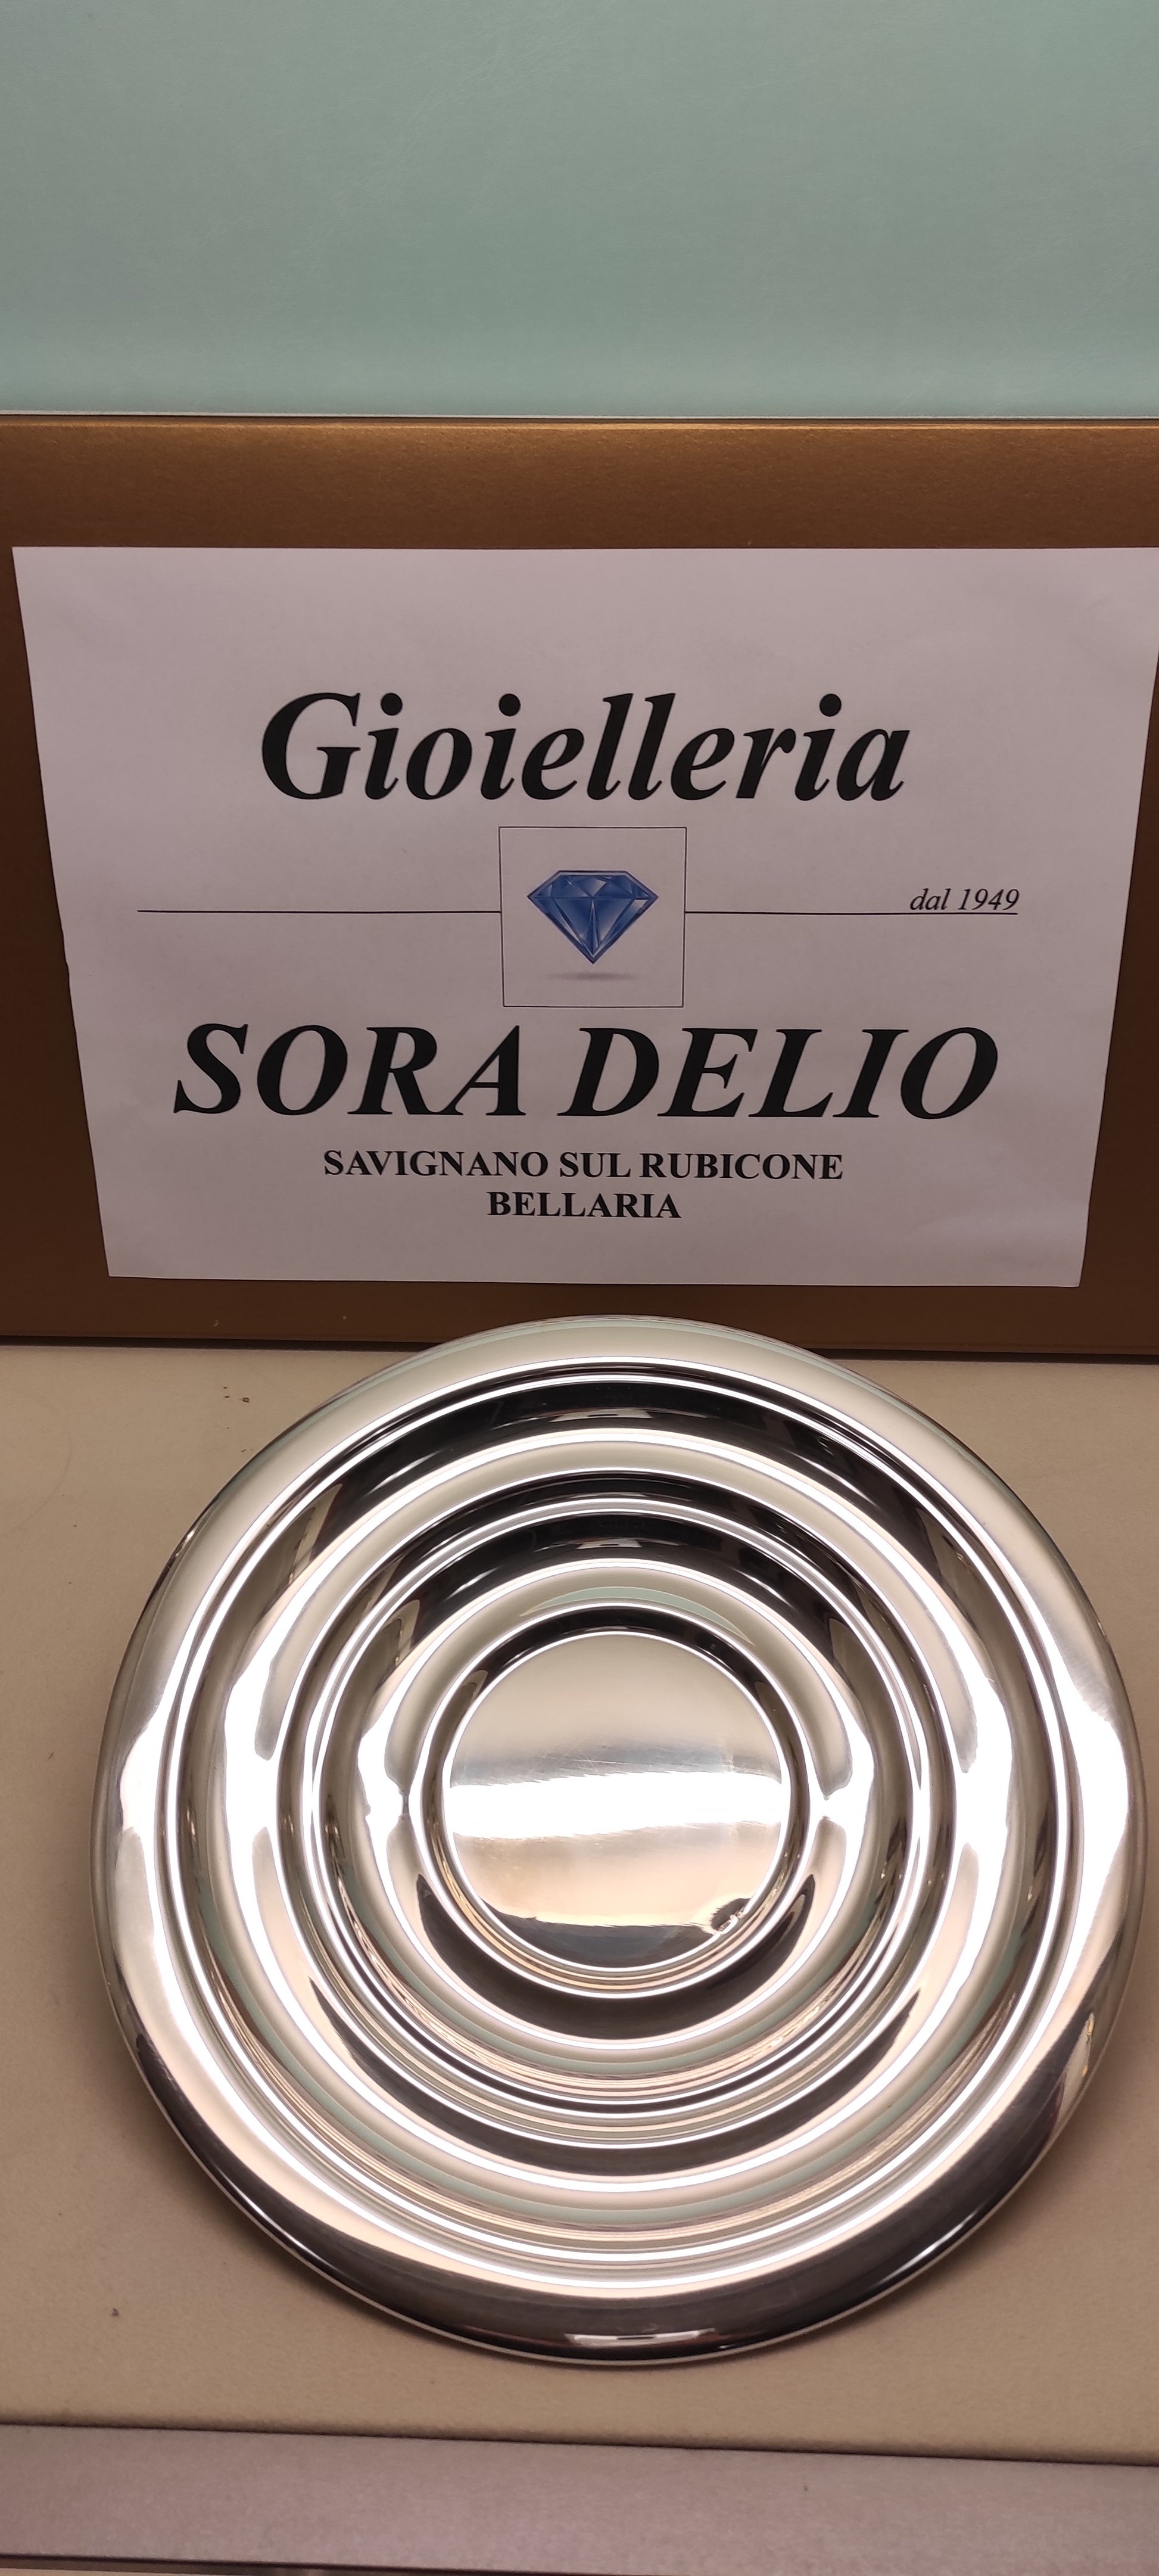 Gioielleria
dal 1949
SORA DELIO
SAVIGNANO SUL RUBICONE
BELLARIA